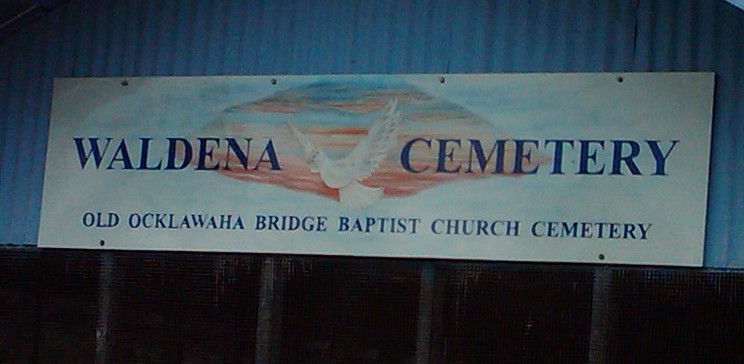 WALDENA CEMETERY
OLD OCKLAWAHA BRIDGE BAPTIST CHURCH CEMETERY